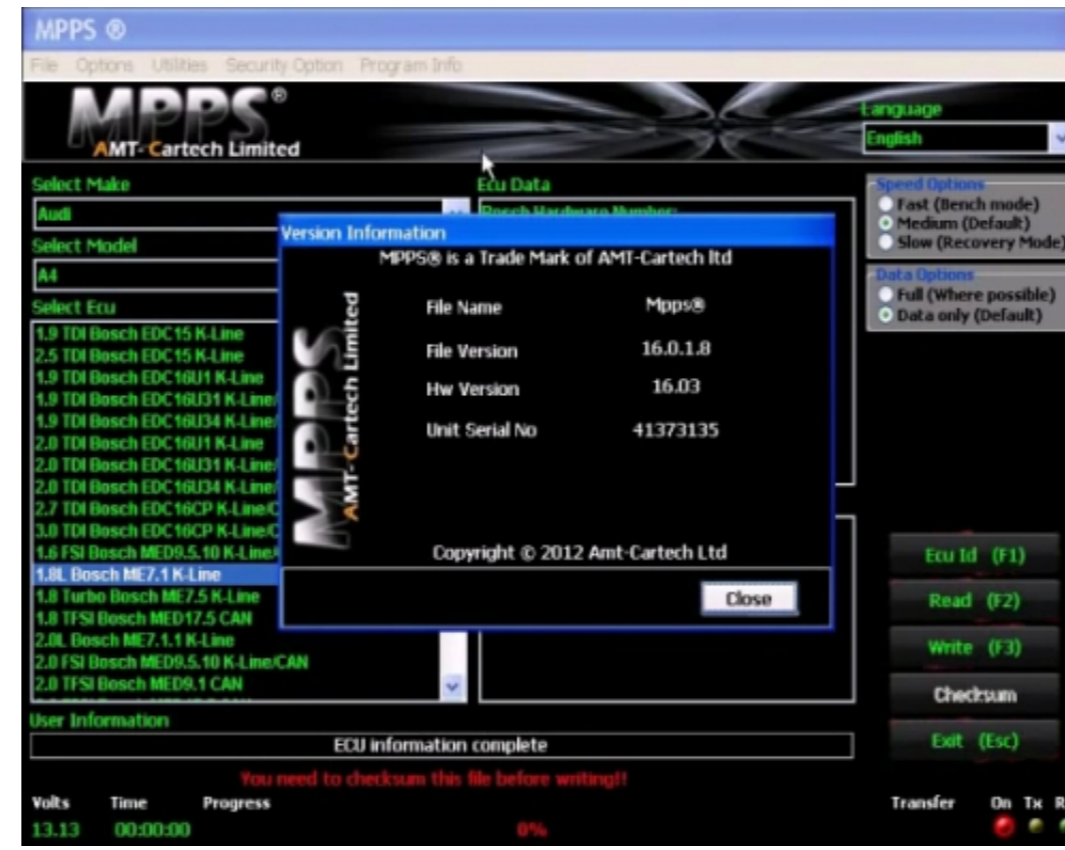 MPPS ®
File Options Utilities Security Option Program Info
MPPS®
AMT-Cartech Limited
Language
English
Select Make
Audi
Select Model
A4
Select Ecu
1.9 TDI Bosch EDC15 K-Line
2.5 TDI Bosch EDC15 K-Line
1.9 TDI Bosch EDC16U1 K-Line
1.9 TDI Bosch EDC16U31 K-Line/
1.9 TDI Bosch EDC16U34 K-Line/
2.0 TDI Bosch EDC16U1 K-Line
2.0 TDI Bosch EDC16U31 K-Line/
2.0 TDI Bosch EDC16U34 K-Line/
2.7 TDI Bosch EDC16CP K-Line/C
3.0 TDI Bosch EDC16CP K-Line/C
1.6 FSI Bosch MED9.5.10 K-Line/
1.8L Bosch ME7.1 K-Line
1.8 Turbo Bosch ME7.5 K-Line
1.8 TFSI Bosch MED17.5 CAN
2.0L Bosch ME7.1.1 K-Line
2.0 FSI Bosch MED9.5.10 K-Line/CAN
2.0 TFSI Bosch MED9.1 CAN
Ecu Data
Bosch Hardware Number:
Version Information
MPPS® is a Trade Mark of AMT-Cartech ltd
MPPS
AMT-Cartech Limited
File Name Mpps®
File Version 16.0.1.8
Hw Version 16.03
Unit Serial No 41373135
Copyright © 2012 Amt-Cartech Ltd
Close
Speed Options
Fast (Bench mode)
Medium (Default)
Slow (Recovery Mode)
Data Options
Full (Where possible)
Data only (Default)
Ecu Id (F1)
Read (F2)
Write (F3)
Checksum
Exit (Esc)
User Information
ECU information complete
You need to checksum this file before writing!!
Volts Time Progress
13.13 00:00:00 0%
Transfer On Tx R